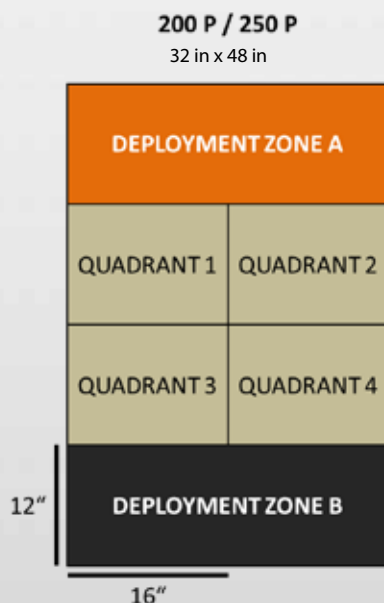 200 P / 250 P
32 in x 48 in
DEPLOYMENT ZONE A
QUADRANT 1 QUADRANT 2
QUADRANT 3 QUADRANT 4
12“ DEPLOYMENT ZONE B
16“